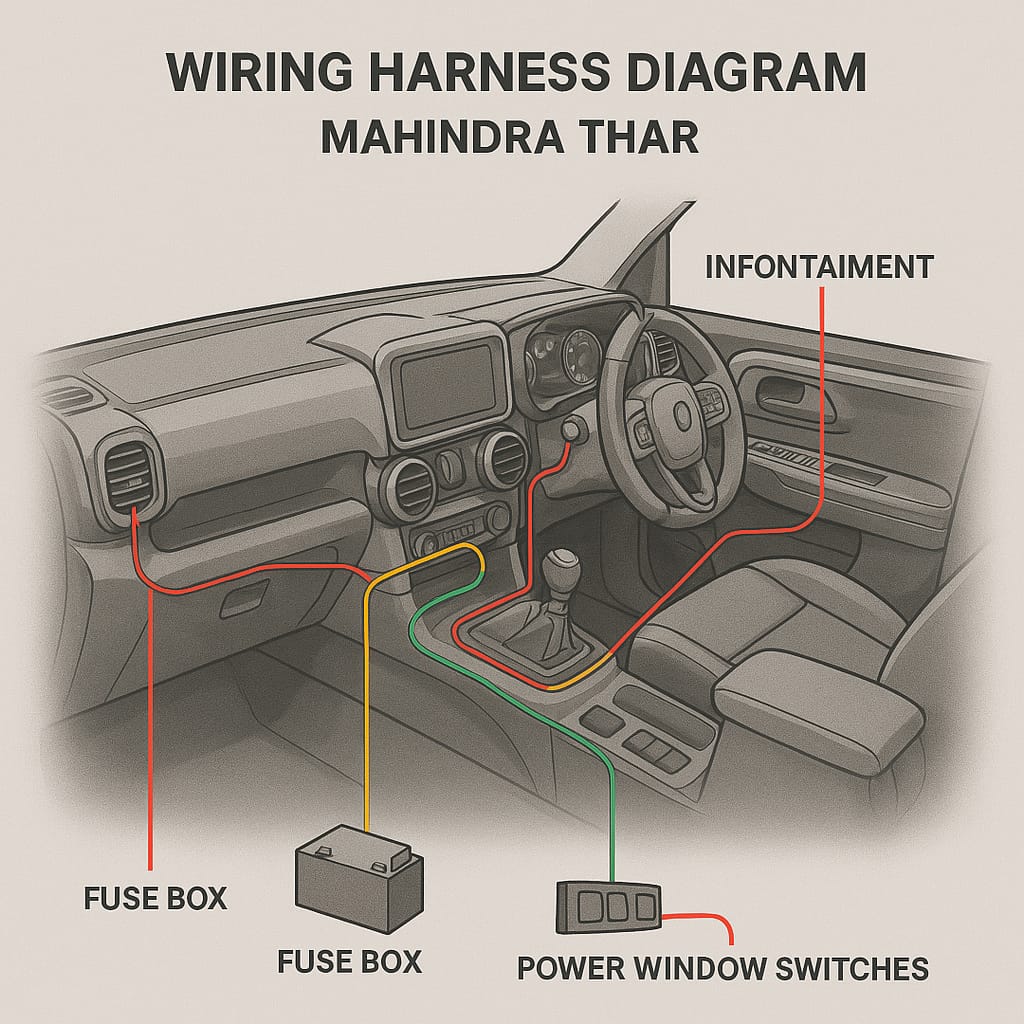 WIRING HARNESS DIAGRAM
MAHINDRA THAR
INFONTAIMENT
FUSE BOX
FUSE BOX
POWER WINDOW SWITCHES